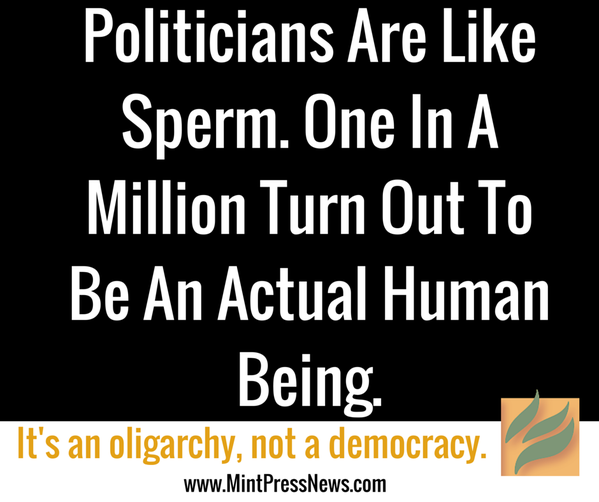 Politicians Are Like
Sperm. One In A
Million Turn Out To
Be An Actual Human
Being.
It's an oligarchy, not a democracy.
www.MintPressNews.com